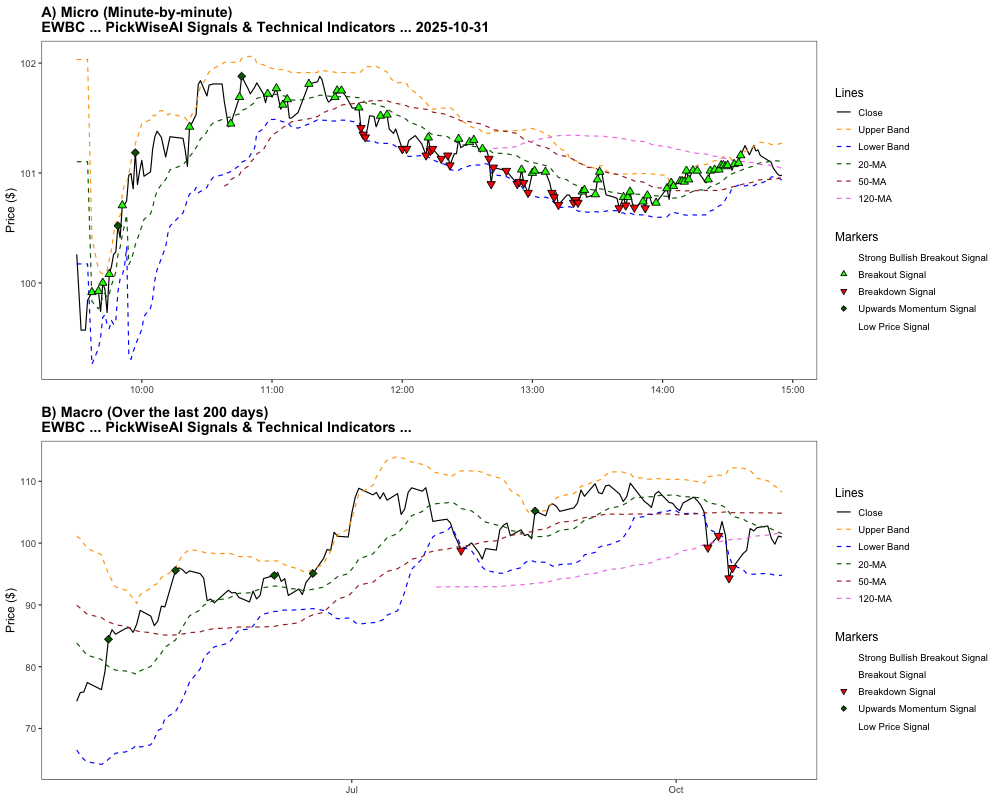 A) Micro (Minute-by-minute)
EWBC ... PickWiseAI Signals & Technical Indicators ... 2025-10-31
Price ($)
102
101
100
10:00
11:00
12:00
13:00
14:00
15:00
Lines
Close
Upper Band
Lower Band
20-MA
50-MA
120-MA
Markers
Strong Bullish Breakout Signal
Breakout Signal
Breakdown Signal
Upwards Momentum Signal
Low Price Signal
B) Macro (Over the last 200 days)
EWBC ... PickWiseAI Signals & Technical Indicators ...
Price ($)
110
100
90
80
70
Jul
Oct
Lines
Close
Upper Band
Lower Band
20-MA
50-MA
120-MA
Markers
Strong Bullish Breakout Signal
Breakout Signal
Breakdown Signal
Upwards Momentum Signal
Low Price Signal